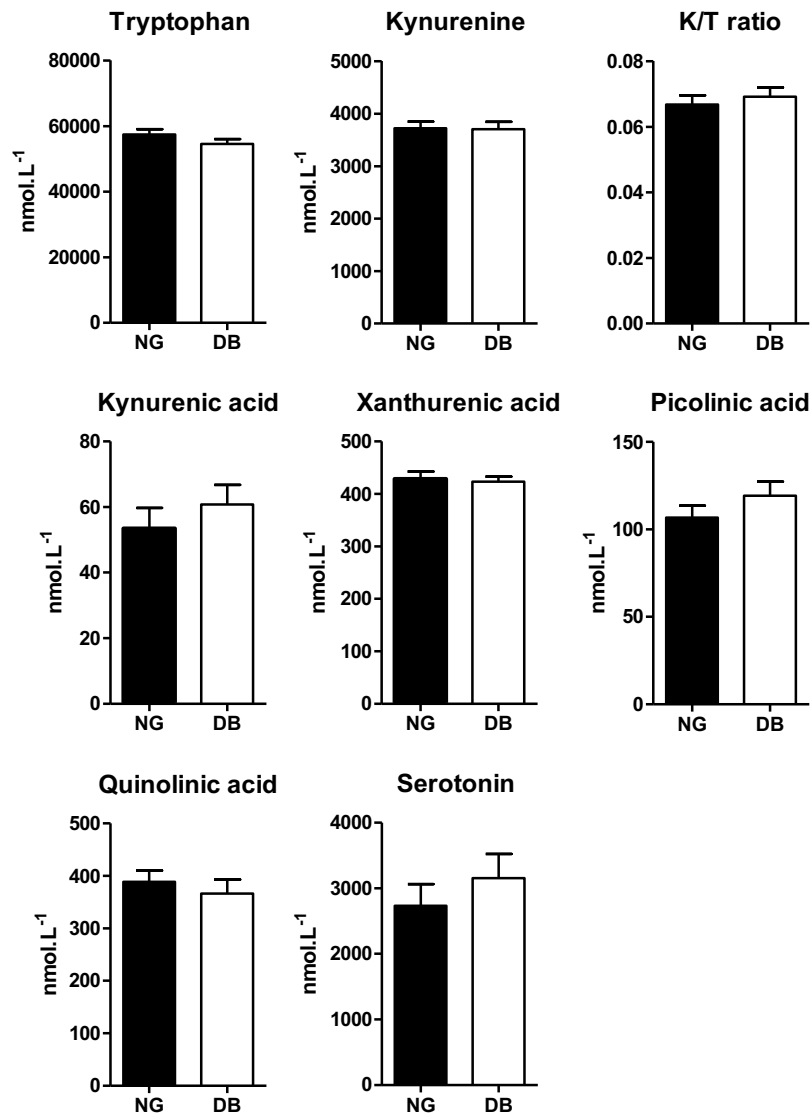 Tryptophan
80000
60000
40000
20000
0
nmol.L-1
NG DB
Kynurenine
5000
4000
3000
2000
1000
0
nmol.L-1
NG DB
K/T ratio
0.08
0.06
0.04
0.02
0.00
NG DB
Kynurenic acid
80
60
40
20
0
nmol.L-1
NG DB
Xanthurenic acid
500
400
300
200
100
0
nmol.L-1
NG DB
Picolinic acid
150
100
50
0
nmol.L-1
NG DB
Quinolinic acid
500
400
300
200
100
0
nmol.L-1
NG DB
Serotonin
4000
3000
2000
1000
0
nmol.L-1
NG DB